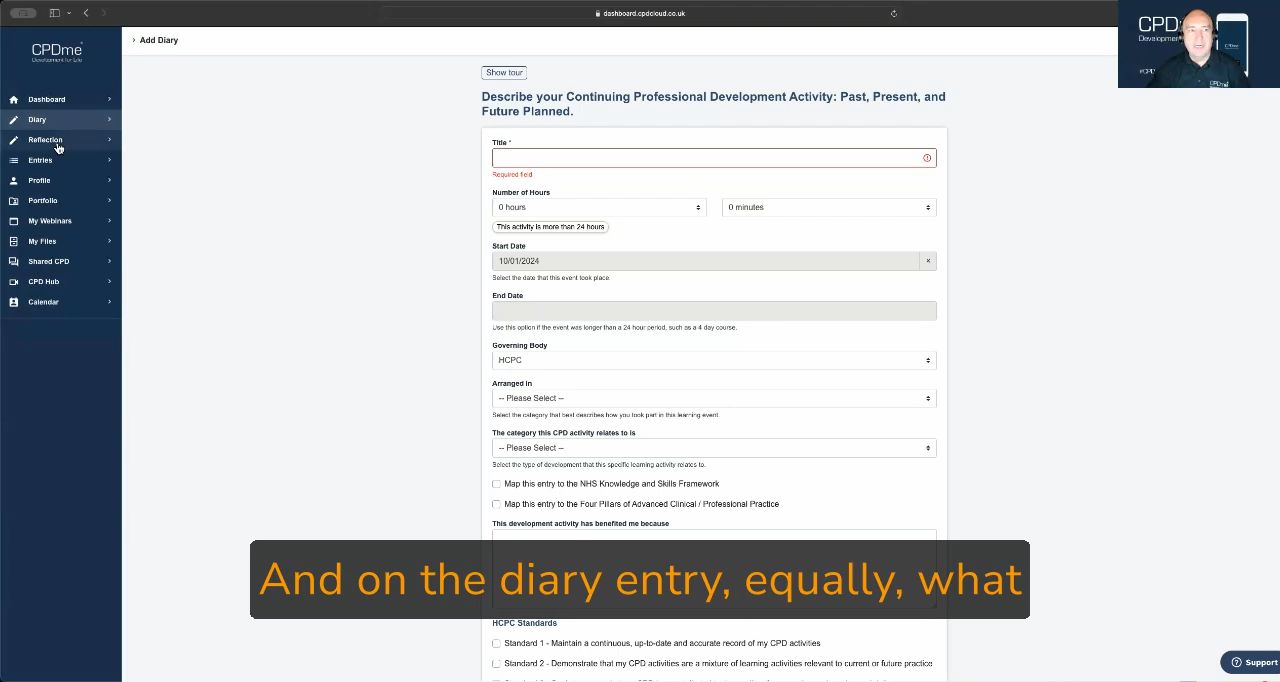 dashboard.cpdcloud.co.uk
CPDme
Development for Life
Dashboard
Diary
Reflection
Entries
Profile
Portfolio
My Webinars
My Files
Shared CPD
CPD Hub
Calendar
Add Diary
Show tour
Describe your Continuing Professional Development Activity: Past, Present, and
Future Planned.
Title *
Required field
Number of Hours
0 hours
0 minutes
This activity is more than 24 hours
Start Date
10/01/2024
Select the date that this event took place.
End Date
Use this option if the event was longer than a 24 hour period, such as a 4 day course.
Governing Body
HCPC
Arranged In
-- Please Select --
Select the category that best describes how you took part in this learning event.
The category this CPD activity relates to is
-- Please Select --
Select the type of development that this specific learning activity relates to.
Map this entry to the NHS Knowledge and Skills Framework
Map this entry to the Four Pillars of Advanced Clinical / Professional Practice
This development activity has benefited me because
And on the diary entry, equally, what
HCPC Standards
Standard 1 - Maintain a continuous, up-to-date and accurate record of my CPD activities
Standard 2 - Demonstrate that my CPD activities are a mixture of learning activities relevant to current or future practice
Support
CPD
#CPD
CPDme